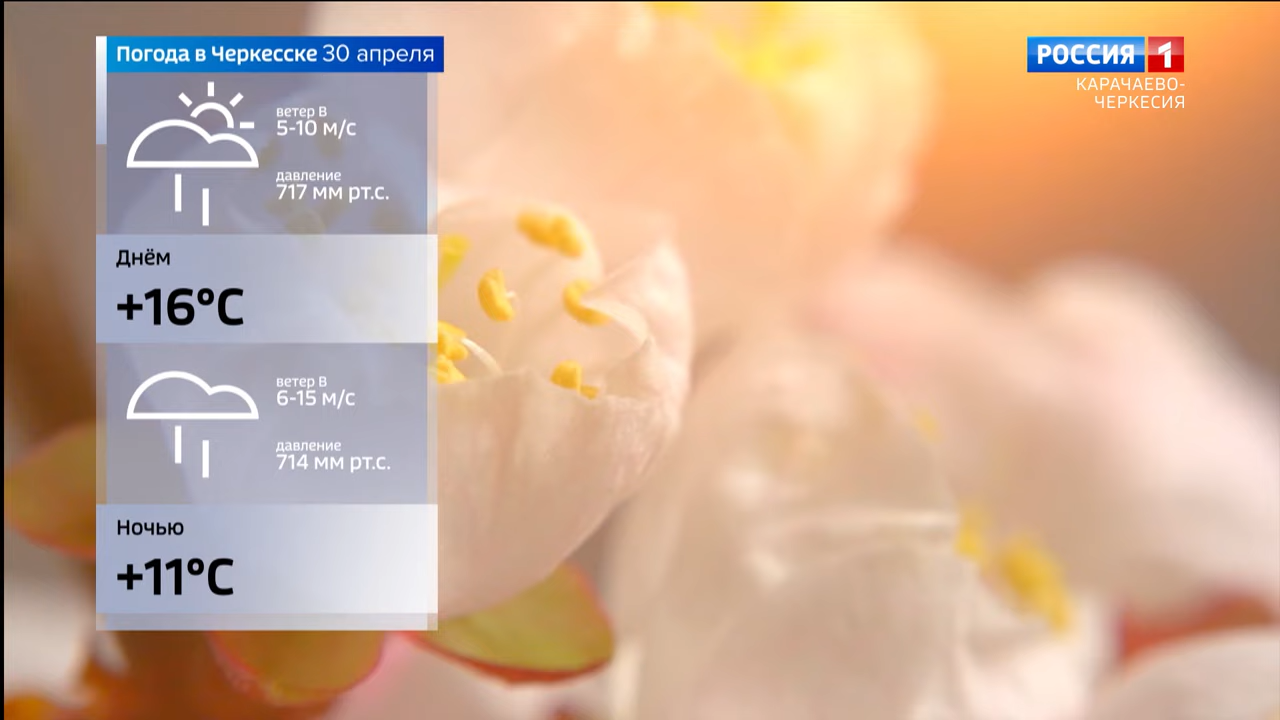 Погода в Черкесске 30 апреля
РОССИЯ 1
КАРАЧАЕВО-
ЧЕРКЕСИЯ
ветер В
5-10 м/с
давление
717 мм рт.с.
Днём
+16°C
ветер В
6-15 м/с
давление
714 мм рт.с.
Ночью
+11°C